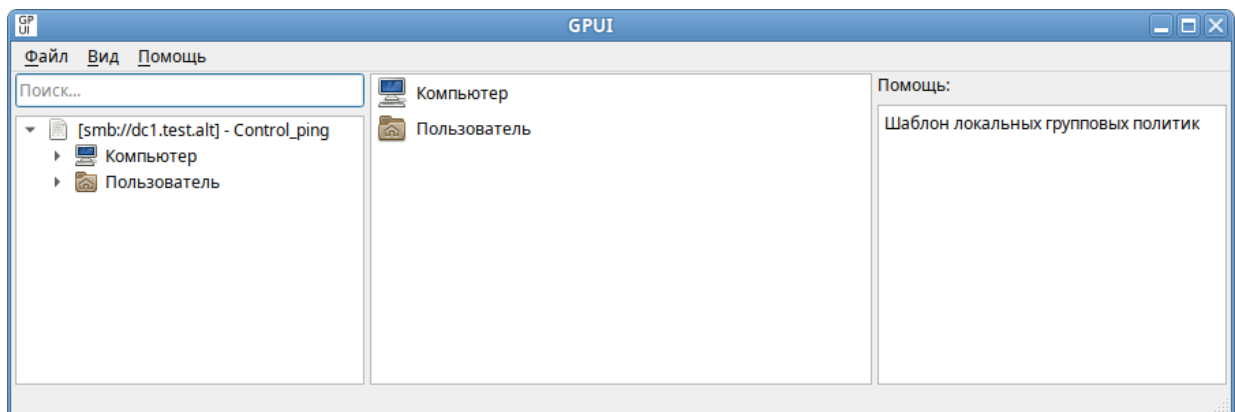 GP
UI
GPUI
Файл Вид Помощь
Поиск...
[smb://dc1.test.alt] - Control_ping
Компьютер
Пользователь
Компьютер
Пользователь
Помощь:
Шаблон локальных групповых политик